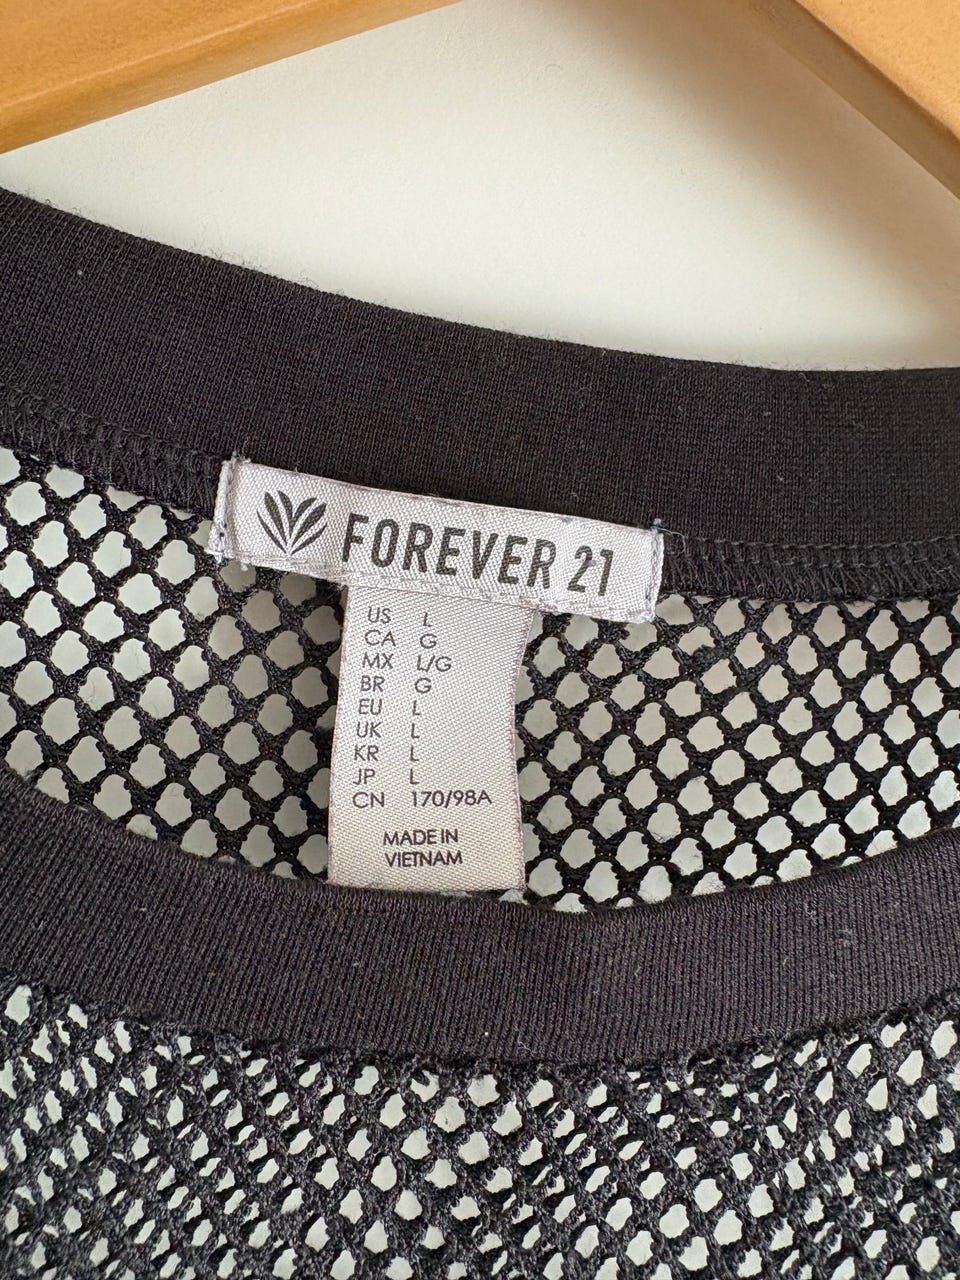 FOREVER 21
US L
CA G
MX L/G
BR G
EU L
UK L
KR L
JP L
CN 170/98A
MADE IN
VIETNAM